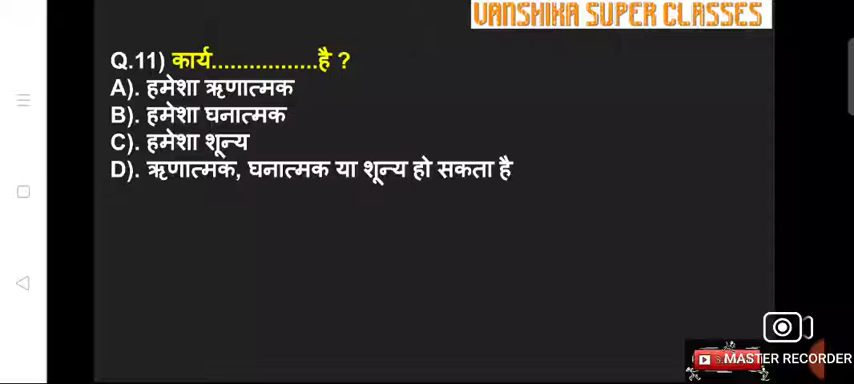 VANSHIKA SUPER CLASSES
Q.11) कार्य.................है ?
A). हमेशा ऋणात्मक
B). हमेशा घनात्मक
C). हमेशा शून्य
D). ऋणात्मक, घनात्मक या शून्य हो सकता है
MASTER RECORDER